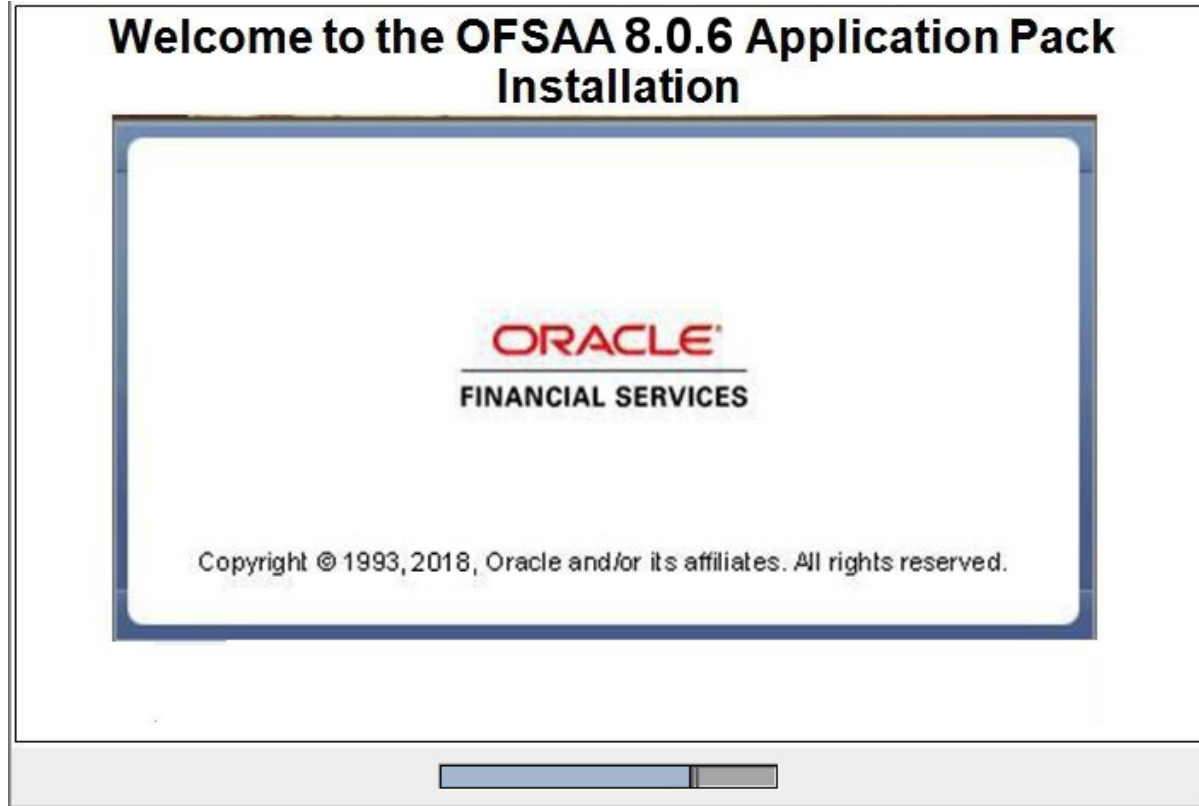 Welcome to the OFSAA 8.0.6 Application Pack
Installation
ORACLE®
FINANCIAL SERVICES
Copyright © 1993, 2018, Oracle and/or its affiliates. All rights reserved.